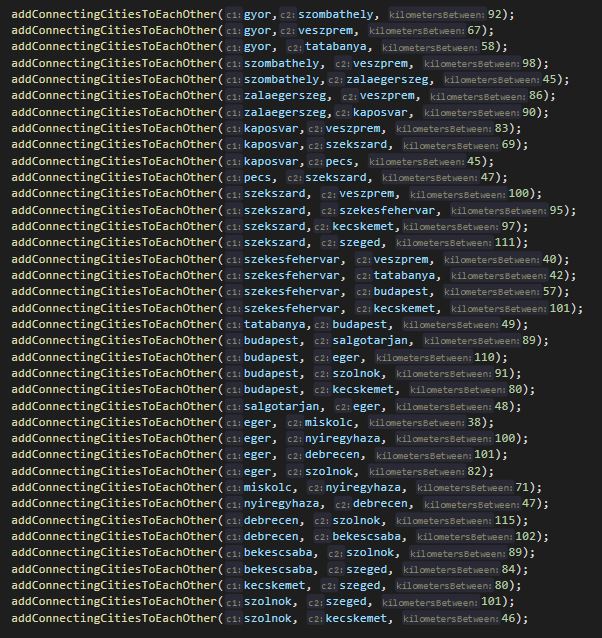 addConnectingCitiesToEachOther( c1: gyor, c2: szombathely, kilometersBetween: 92);
addConnectingCitiesToEachOther( c1: gyor, c2: veszprem, kilometersBetween: 67);
addConnectingCitiesToEachOther( c1: gyor, c2: tatabanya, kilometersBetween: 58);
addConnectingCitiesToEachOther( c1: szombathely, c2: veszprem, kilometersBetween: 98);
addConnectingCitiesToEachOther( c1: szombathely, c2: zalaegerszeg, kilometersBetween: 45);
addConnectingCitiesToEachOther( c1: zalaegerszeg, c2: veszprem, kilometersBetween: 86);
addConnectingCitiesToEachOther( c1: zalaegerszeg, c2: kaposvar, kilometersBetween: 90);
addConnectingCitiesToEachOther( c1: kaposvar, c2: veszprem, kilometersBetween: 83);
addConnectingCitiesToEachOther( c1: kaposvar, c2: szekszard, kilometersBetween: 69);
addConnectingCitiesToEachOther( c1: kaposvar, c2: pecs, kilometersBetween: 45);
addConnectingCitiesToEachOther( c1: pecs, c2: szekszard, kilometersBetween: 47);
addConnectingCitiesToEachOther( c1: szekszard, c2: veszprem, kilometersBetween: 100);
addConnectingCitiesToEachOther( c1: szekszard, c2: szekesfehervar, kilometersBetween: 95);
addConnectingCitiesToEachOther( c1: szekszard, c2: kecskemet, kilometersBetween: 97);
addConnectingCitiesToEachOther( c1: szekszard, c2: szeged, kilometersBetween: 111);
addConnectingCitiesToEachOther( c1: szekesfehervar, c2: veszprem, kilometersBetween: 40);
addConnectingCitiesToEachOther( c1: szekesfehervar, c2: tatabanya, kilometersBetween: 42);
addConnectingCitiesToEachOther( c1: szekesfehervar, c2: budapest, kilometersBetween: 57);
addConnectingCitiesToEachOther( c1: szekesfehervar, c2: kecskemet, kilometersBetween: 101);
addConnectingCitiesToEachOther( c1: tatabanya, c2: budapest, kilometersBetween: 49);
addConnectingCitiesToEachOther( c1: budapest, c2: salgotarjan, kilometersBetween: 89);
addConnectingCitiesToEachOther( c1: budapest, c2: eger, kilometersBetween: 110);
addConnectingCitiesToEachOther( c1: budapest, c2: szolnok, kilometersBetween: 91);
addConnectingCitiesToEachOther( c1: budapest, c2: kecskemet, kilometersBetween: 80);
addConnectingCitiesToEachOther( c1: salgotarjan, c2: eger, kilometersBetween: 48);
addConnectingCitiesToEachOther( c1: eger, c2: miskolc, kilometersBetween: 38);
addConnectingCitiesToEachOther( c1: eger, c2: nyiregyhaza, kilometersBetween: 100);
addConnectingCitiesToEachOther( c1: eger, c2: debrecen, kilometersBetween: 101);
addConnectingCitiesToEachOther( c1: eger, c2: szolnok, kilometersBetween: 82);
addConnectingCitiesToEachOther( c1: miskolc, c2: nyiregyhaza, kilometersBetween: 71);
addConnectingCitiesToEachOther( c1: nyiregyhaza, c2: debrecen, kilometersBetween: 47);
addConnectingCitiesToEachOther( c1: debrecen, c2: szolnok, kilometersBetween: 115);
addConnectingCitiesToEachOther( c1: debrecen, c2: bekescsaba, kilometersBetween: 102);
addConnectingCitiesToEachOther( c1: bekescsaba, c2: szolnok, kilometersBetween: 89);
addConnectingCitiesToEachOther( c1: bekescsaba, c2: szeged, kilometersBetween: 84);
addConnectingCitiesToEachOther( c1: kecskemet, c2: szeged, kilometersBetween: 80);
addConnectingCitiesToEachOther( c1: szolnok, c2: szeged, kilometersBetween: 101);
addConnectingCitiesToEachOther( c1: szolnok, c2: kecskemet, kilometersBetween: 46);